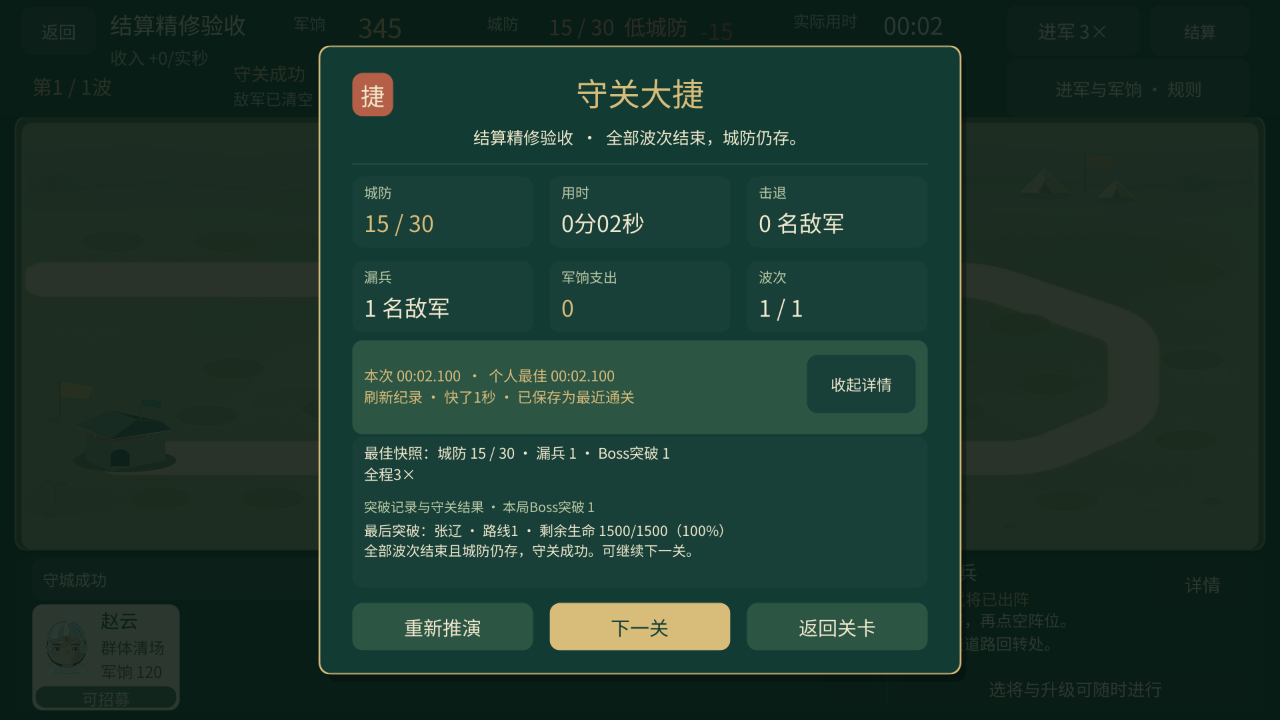 返回
结算精修验收
军饷 345
城防 15 / 30 低城防 -15
实际用时 00:02
进军 3×
结算
收入 +0/实秒
第1 / 1波
守关成功
敌军已清空
进军与军饷 · 规则
捷
守关大捷
结算精修验收 · 全部波次结束，城防仍存。
城防
15 / 30
用时
0分02秒
击退
0 名敌军
漏兵
1 名敌军
军饷支出
0
波次
1 / 1
本次 00:02.100 · 个人最佳 00:02.100
刷新纪录 · 快了1秒 · 已保存为最近通关
收起详情
最佳快照：城防 15 / 30 · 漏兵 1 · Boss突破 1
全程3×
突破记录与守关结果 · 本局Boss突破 1
最后突破：张辽 · 路线1 · 剩余生命 1500/1500（100%）
全部波次结束且城防仍存，守关成功。可继续下一关。
重新推演
下一关
返回关卡
守城成功
赵云
群体清场
军饷 120
可招募
兵
将已出阵
，再点空阵位。
道路回转处。
详情
选将与升级可随时进行